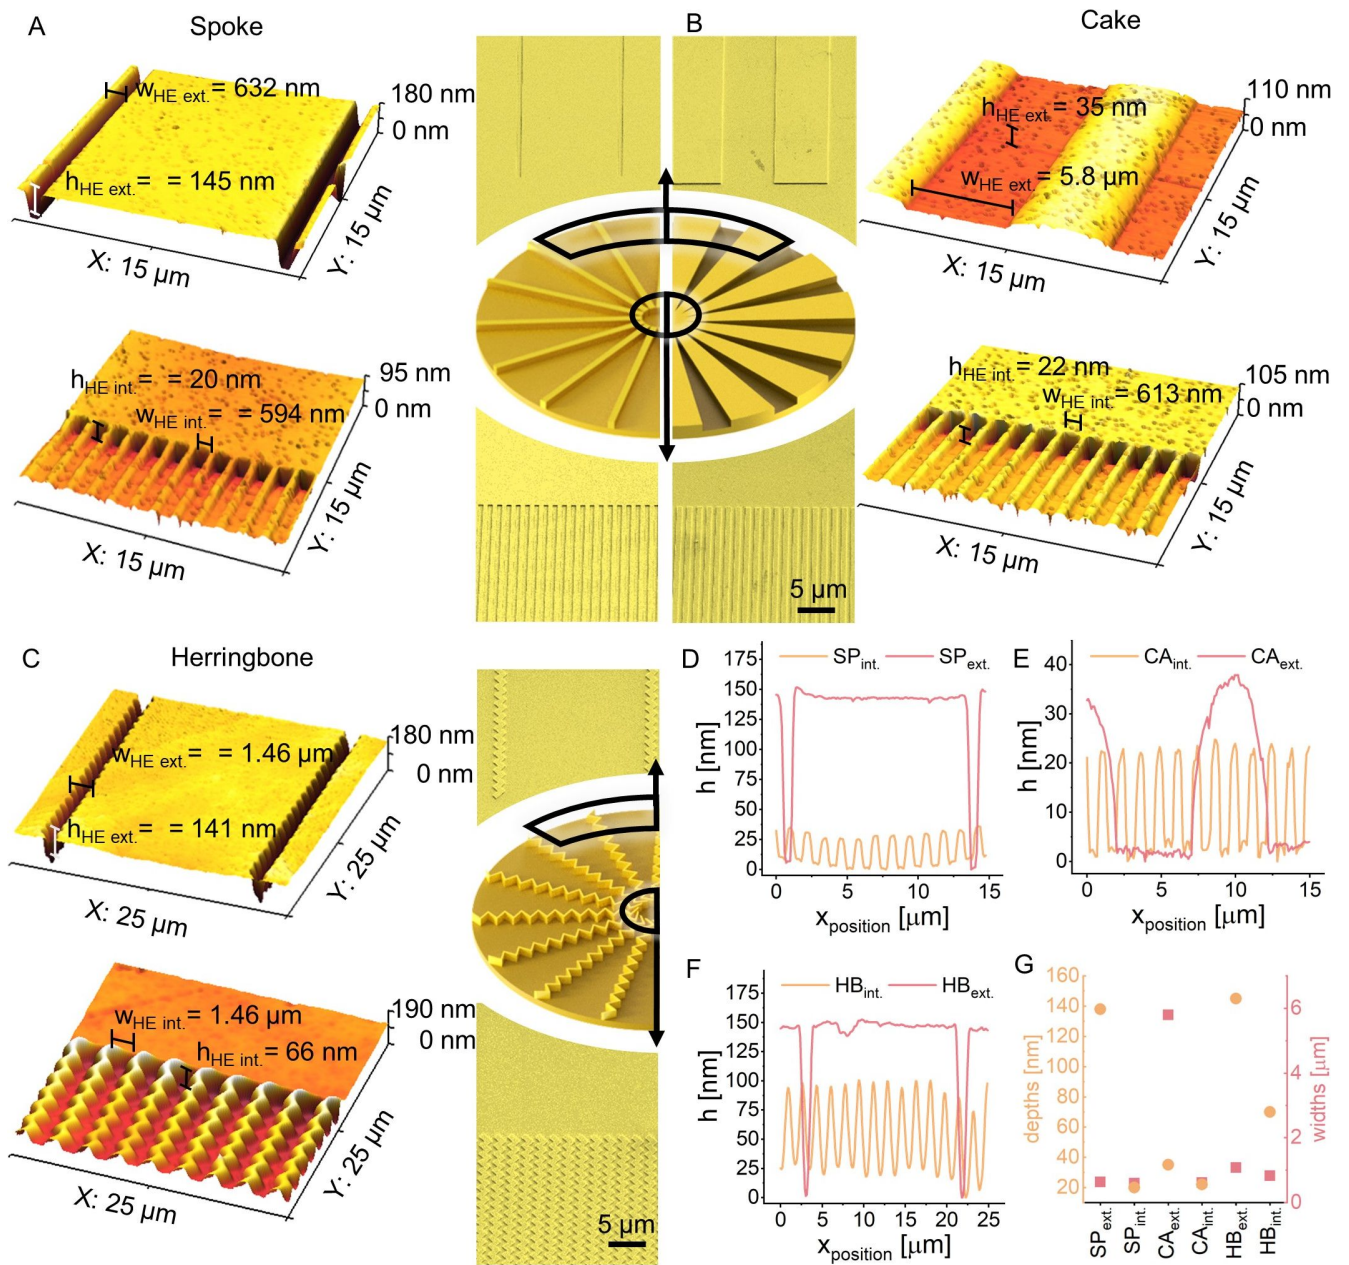 A
Spoke
w_HE ext. = 632 nm
180 nm
0 nm
h_HE ext. = = 145 nm
X: 15 µm
Y: 15 µm
h_HE int. = = 20 nm
w_HE int. = = 594 nm
95 nm
0 nm
X: 15 µm
Y: 15 µm
B
Cake
h_HE ext. = 35 nm
110 nm
0 nm
w_HE ext. = 5.8 µm
X: 15 µm
Y: 15 µm
h_HE int. = 22 nm
w_HE int. = 613 nm
105 nm
0 nm
X: 15 µm
Y: 15 µm
5 µm
C
Herringbone
w_HE ext. = = 1.46 µm
180 nm
0 nm
h_HE ext. = = 141 nm
X: 25 µm
Y: 25 µm
w_HE int. = 1.46 µm
h_HE int. = 66 nm
190 nm
0 nm
X: 25 µm
Y: 25 µm
5 µm
D
SP_int.
SP_ext.
h [nm]
175
150
125
100
75
50
25
0
0 5 10 15
x_position [µm]
E
CA_int.
CA_ext.
h [nm]
40
30
20
10
0
0 5 10 15
x_position [µm]
F
HB_int.
HB_ext.
h [nm]
175
150
125
100
75
50
25
0
0 5 10 15 20 25
x_position [µm]
G
depths [nm]
160
140
120
100
80
60
40
20
widths [µm]
6
4
2
0
SP_ext.
SP_int.
CA_ext.
CA_int.
HB_ext.
HB_int.